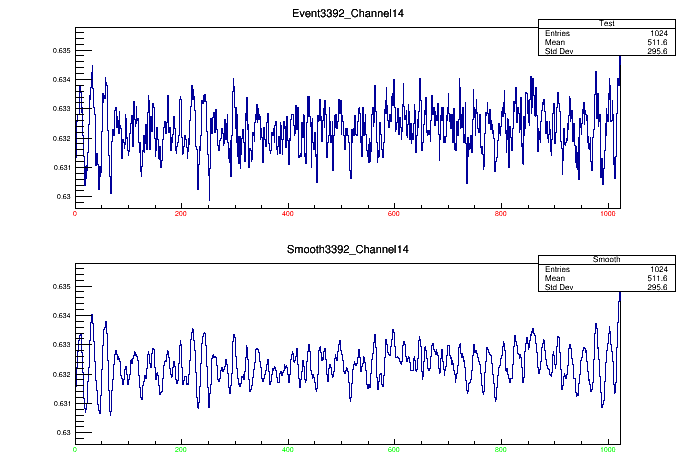 Event3392_Channel14
Test
Entries 1024
Mean 511.6
Std Dev 295.6
0.635
0.634
0.633
0.632
0.631
0.63
0 200 400 600 800 1000
Smooth3392_Channel14
Smooth
Entries 1024
Mean 511.6
Std Dev 295.6
0.635
0.634
0.633
0.632
0.631
0.63
0 200 400 600 800 1000